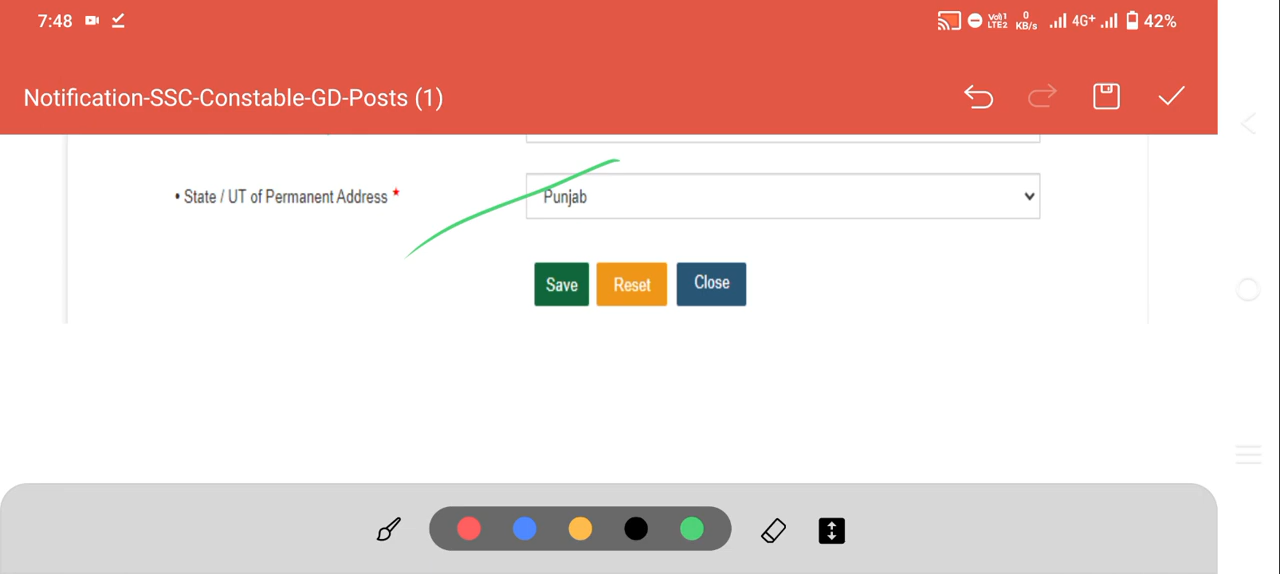 7:48
Vo)) 1 LTE2 0 KB/s 4G+ 42%
Notification-SSC-Constable-GD-Posts (1)
• State / UT of Permanent Address * Punjab
Save Reset Close